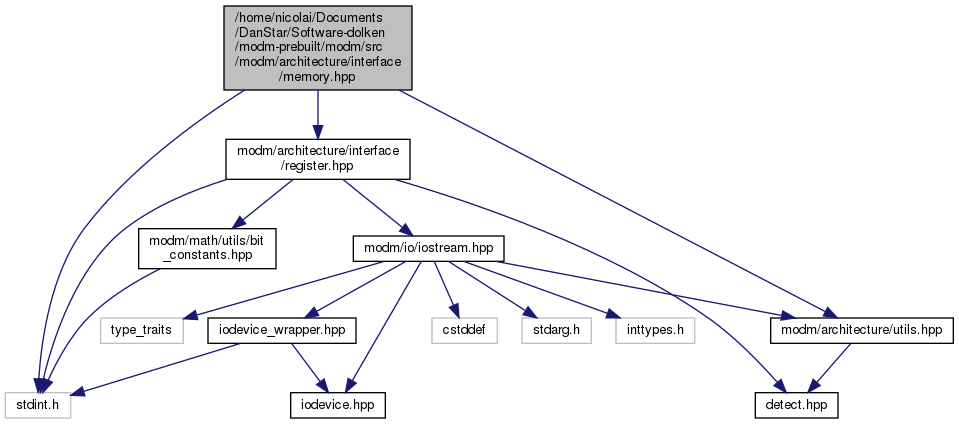 /home/nicolai/Documents
/DanStar/Software-dolken
/modm-prebuilt/modm/src
/modm/architecture/interface
/memory.hpp
modm/architecture/interface
/register.hpp
modm/math/utils/bit
_constants.hpp
modm/io/iostream.hpp
type_traits
iodevice_wrapper.hpp
cstddef
stdarg.h
inttypes.h
modm/architecture/utils.hpp
stdint.h
iodevice.hpp
detect.hpp